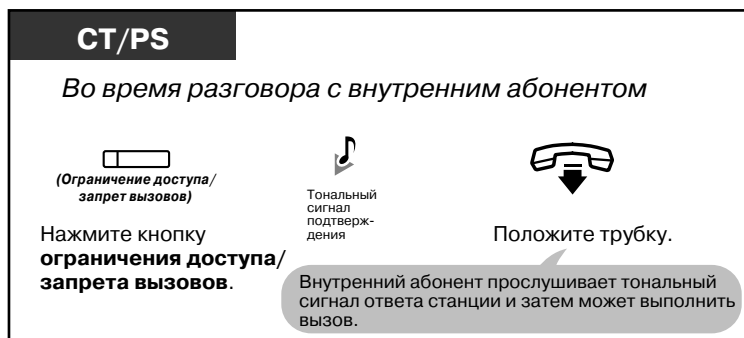 СТ/PS
Во время разговора с внутренним абонентом
(Ограничение доступа/
запрет вызовов)
Нажмите кнопку
ограничения доступа/
запрета вызовов.
Тональный
сигнал
подтверж-
дения
Положите трубку.
Внутренний абонент прослушивает тональный
сигнал ответа станции и затем может выполнить
вызов.